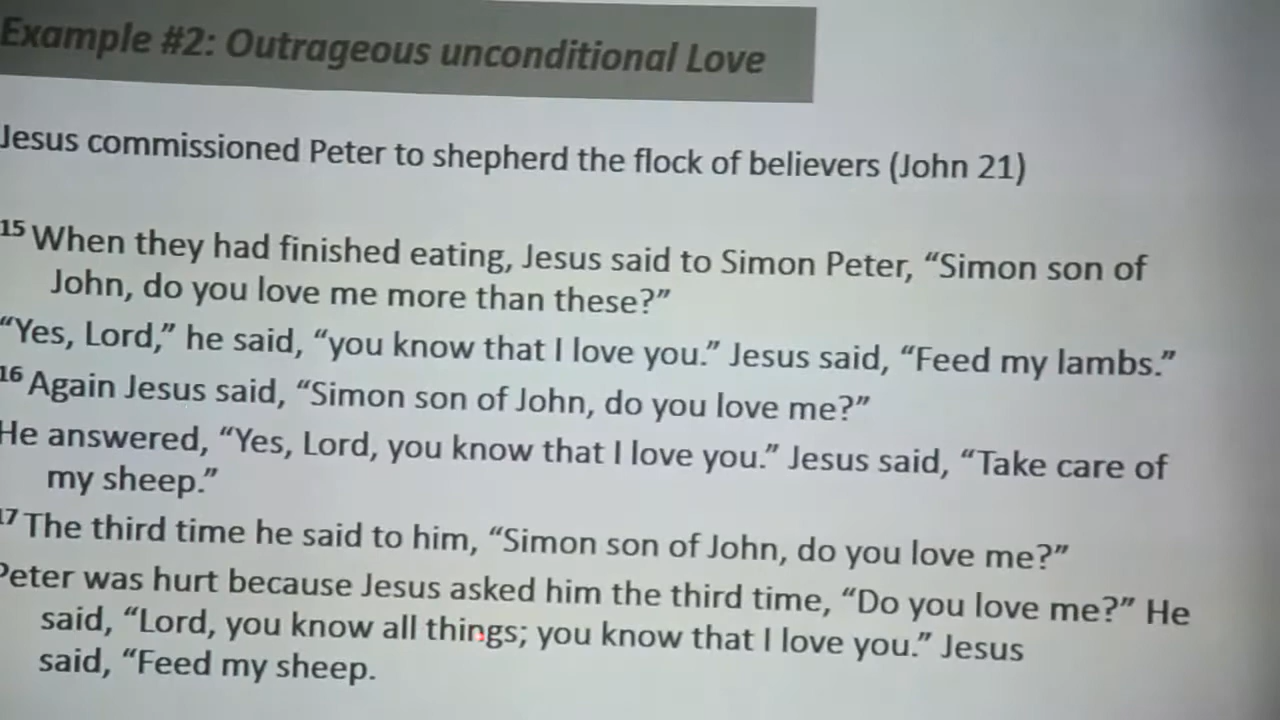 Example #2: Outrageous unconditional Love
Jesus commissioned Peter to shepherd the flock of believers (John 21)
15 When they had finished eating, Jesus said to Simon Peter, “Simon son of
John, do you love me more than these?”
“Yes, Lord,” he said, “you know that I love you.” Jesus said, “Feed my lambs.”
16 Again Jesus said, “Simon son of John, do you love me?”
He answered, “Yes, Lord, you know that I love you.” Jesus said, “Take care of
my sheep.”
17 The third time he said to him, “Simon son of John, do you love me?”
Peter was hurt because Jesus asked him the third time, “Do you love me?” He
said, “Lord, you know all things; you know that I love you.” Jesus
said, “Feed my sheep.